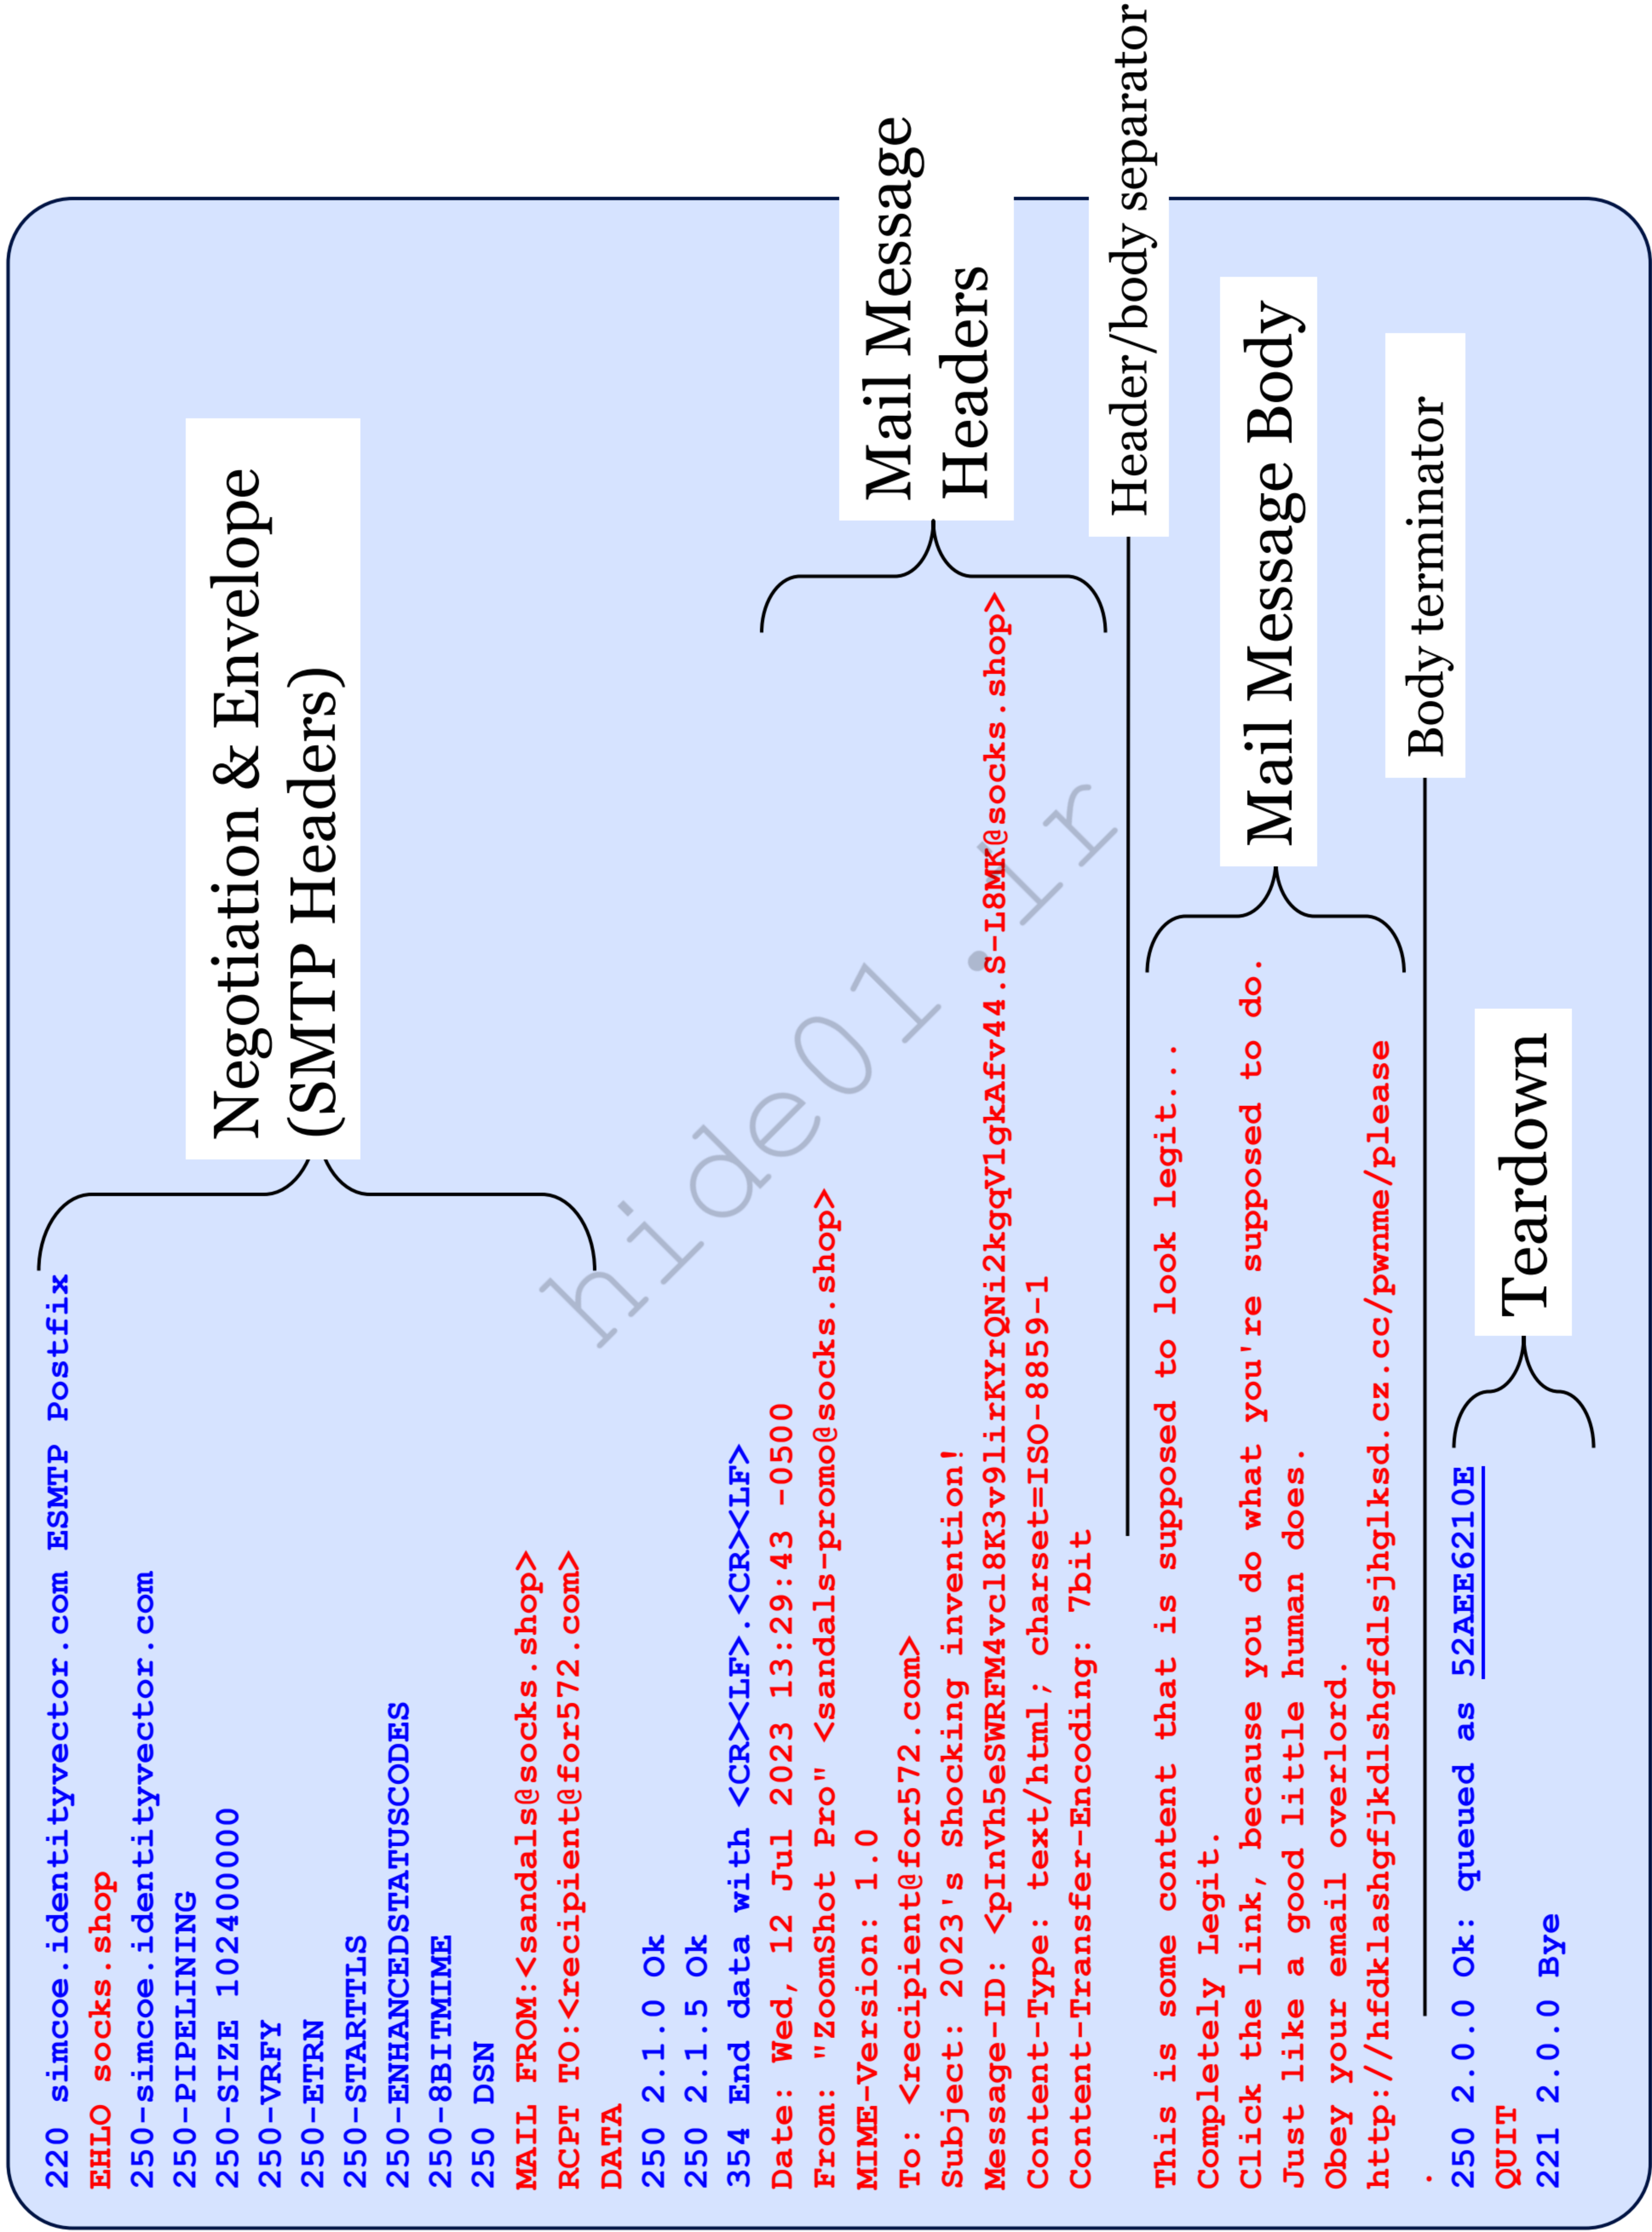 220 simcoe.identityvector.com ESMTP Postfix
EHLO socks.shop
250-simcoe.identityvector.com
250-PIPELINING
250-SIZE 102400000
250-VRFY
250-ETRN
250-STARTTLS
250-ENHANCEDSTATUSCODES
250-8BITMIME
250 DSN
MAIL FROM:<sandals@socks.shop>
RCPT TO:<recipient@for572.com>
DATA
Negotiation & Envelope
(SMTP Headers)
250 2.1.0 Ok
250 2.1.5 Ok
354 End data with <CR><LF>.<CR><LF>
Date: Wed, 12 Jul 2023 13:29:43 -0500
From: "ZoomShot Pro" <sandals-promo@socks.shop>
MIME-Version: 1.0
To: <recipient@for572.com>
Subject: 2023's Shocking invention!
Message-ID: <pInVh5eSWRFM4vcl8K3v9lirKYrQNi2kgqV1gkAfv44.S-L8MK@socks.shop>
Content-Type: text/html; charset=ISO-8859-1
Content-Transfer-Encoding: 7bit
Mail Message
Headers
Header/body separator
This is some content that is supposed to look legit...
Completely Legit.
Click the link, because you do what you're supposed to do.
Just like a good little human does.
Obey your email overlord.
http://hfdklashgfjkdlshgfdlsjhglksd.cz.cc/pwnme/please
Mail Message Body
.
Body terminator
250 2.0.0 Ok: queued as 52AEE6210E
QUIT
221 2.0.0 Bye
Teardown
hide01.ir